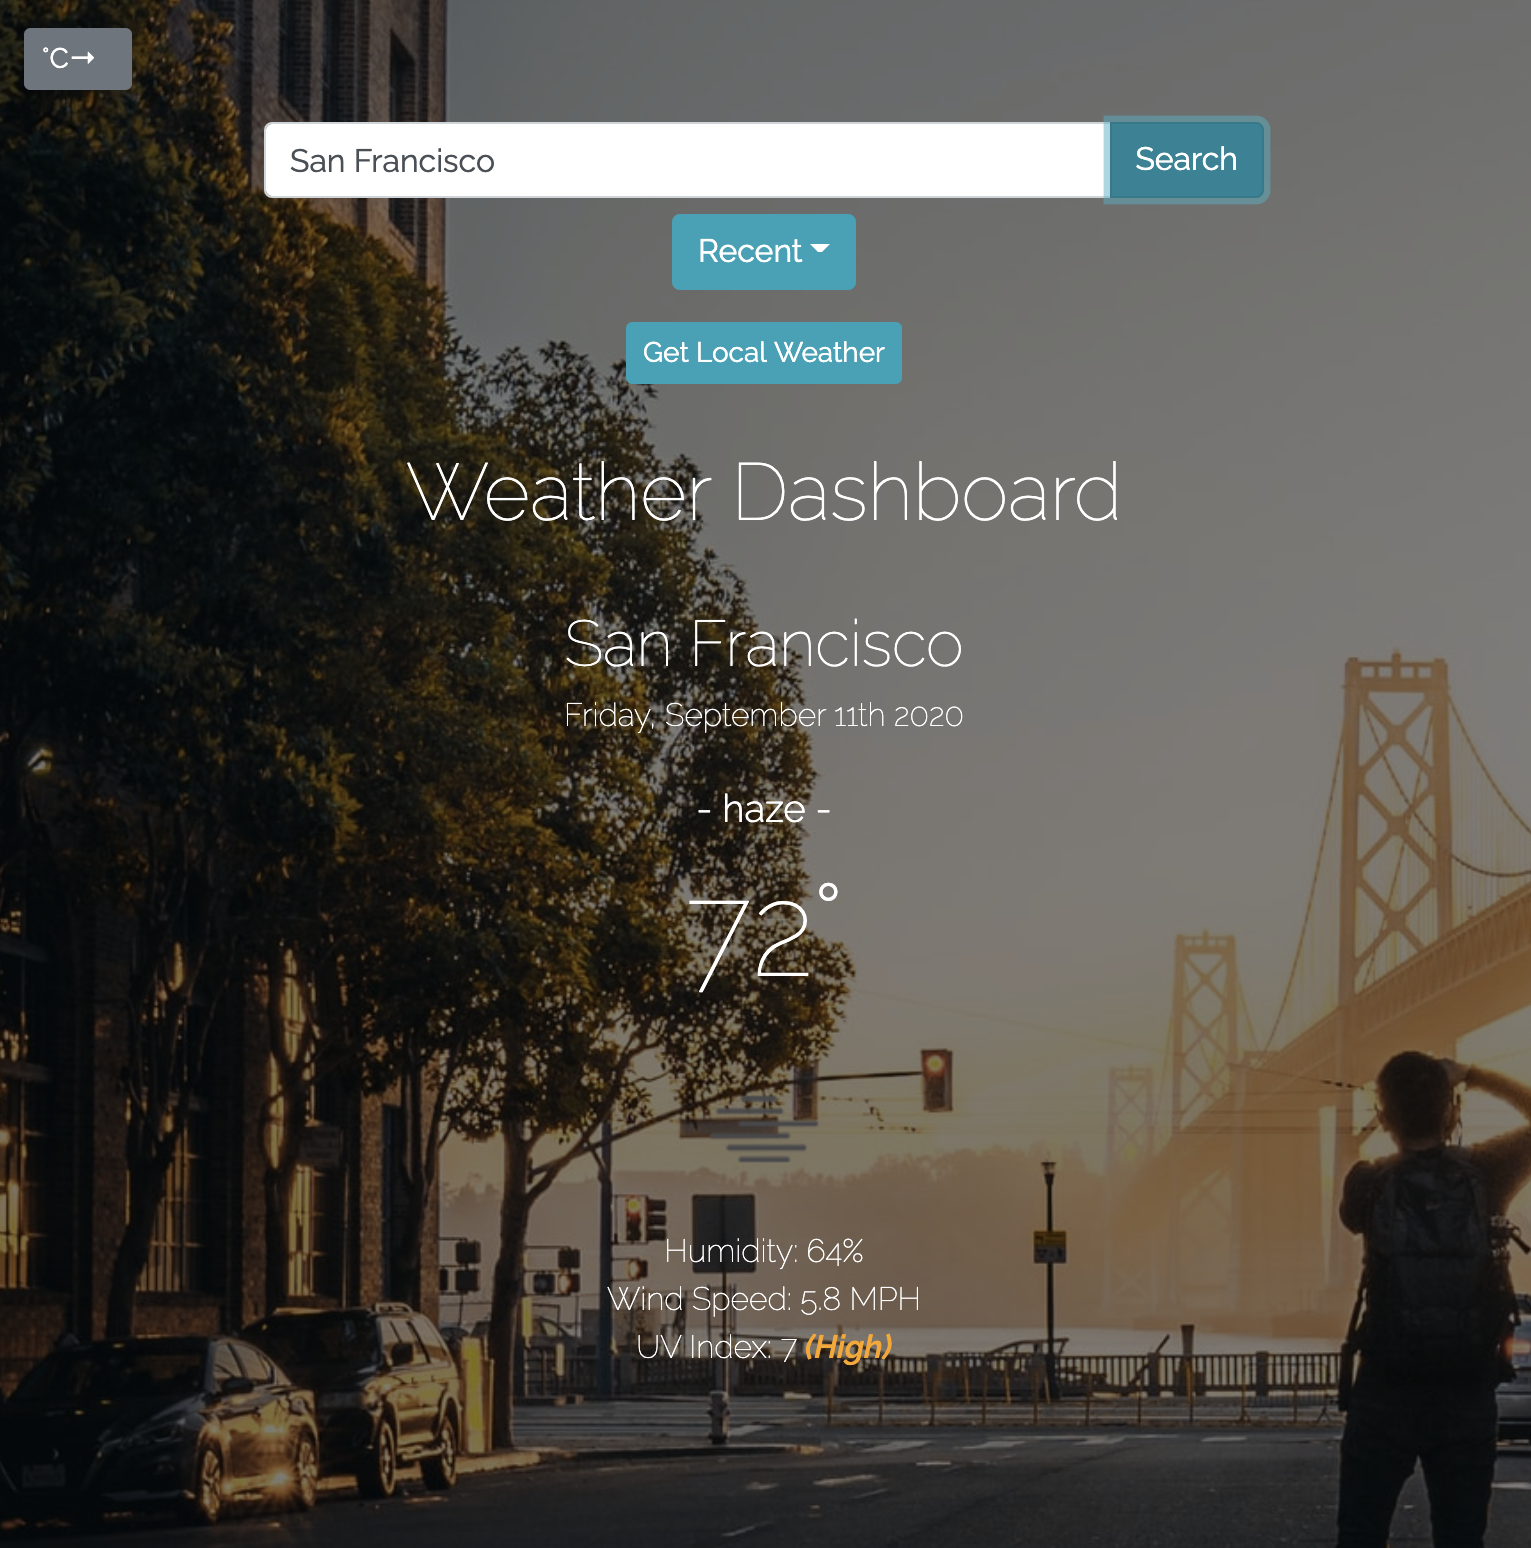 °C→
San Francisco
Search
Recent
Get Local Weather
Weather Dashboard
San Francisco
Friday, September 11th 2020
- haze -
72°
Humidity: 64%
Wind Speed: 5.8 MPH
UV Index: 7 (High)